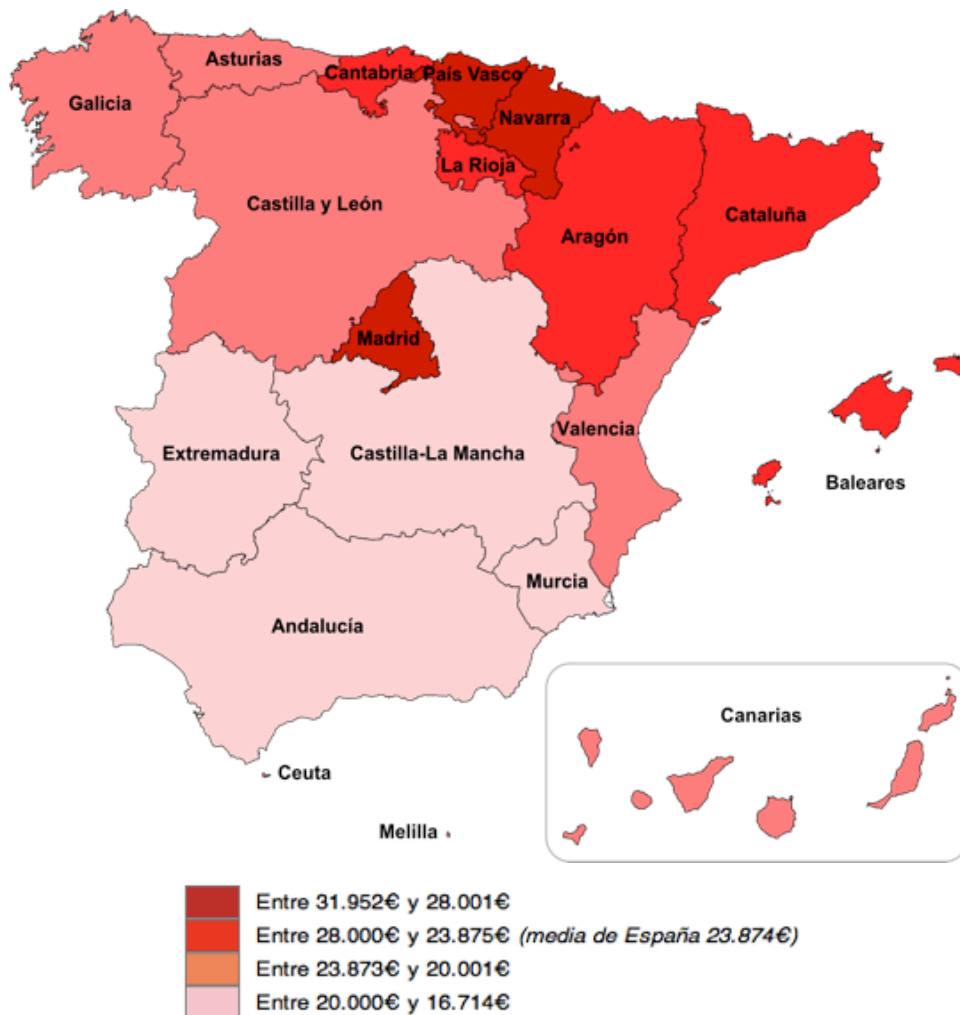 Asturias
Cantabria
País Vasco
Galicia
Navarra
La Rioja
Castilla y León
Cataluña
Aragón
Madrid
Valencia
Extremadura
Castilla-La Mancha
Baleares
Murcia
Andalucía
Canarias
Ceuta
Melilla
Entre 31.952€ y 28.001€
Entre 28.000€ y 23.875€ (media de España 23.874€)
Entre 23.873€ y 20.001€
Entre 20.000€ y 16.714€